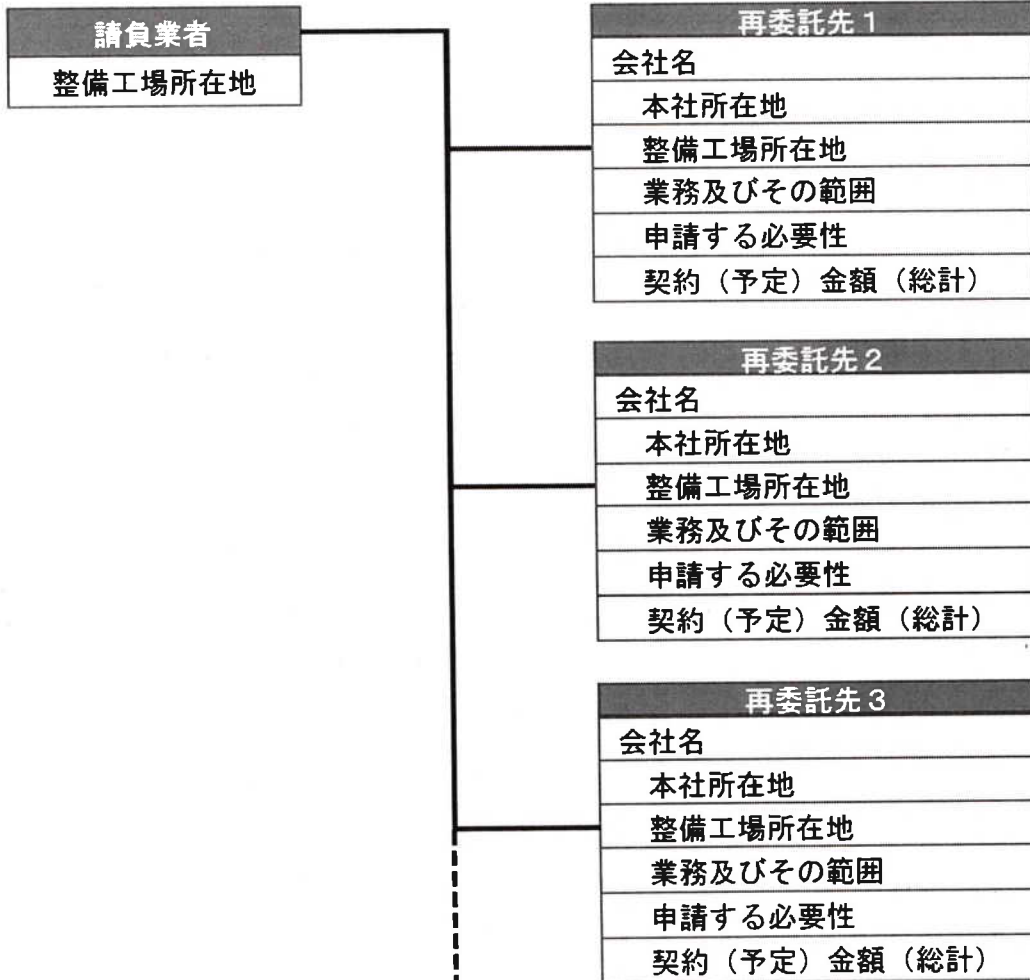 請負業者
整備工場所在地
再委託先1
会社名
本社所在地
整備工場所在地
業務及びその範囲
申請する必要性
契約（予定）金額（総計）
再委託先2
会社名
本社所在地
整備工場所在地
業務及びその範囲
申請する必要性
契約（予定）金額（総計）
再委託先3
会社名
本社所在地
整備工場所在地
業務及びその範囲
申請する必要性
契約（予定）金額（総計）